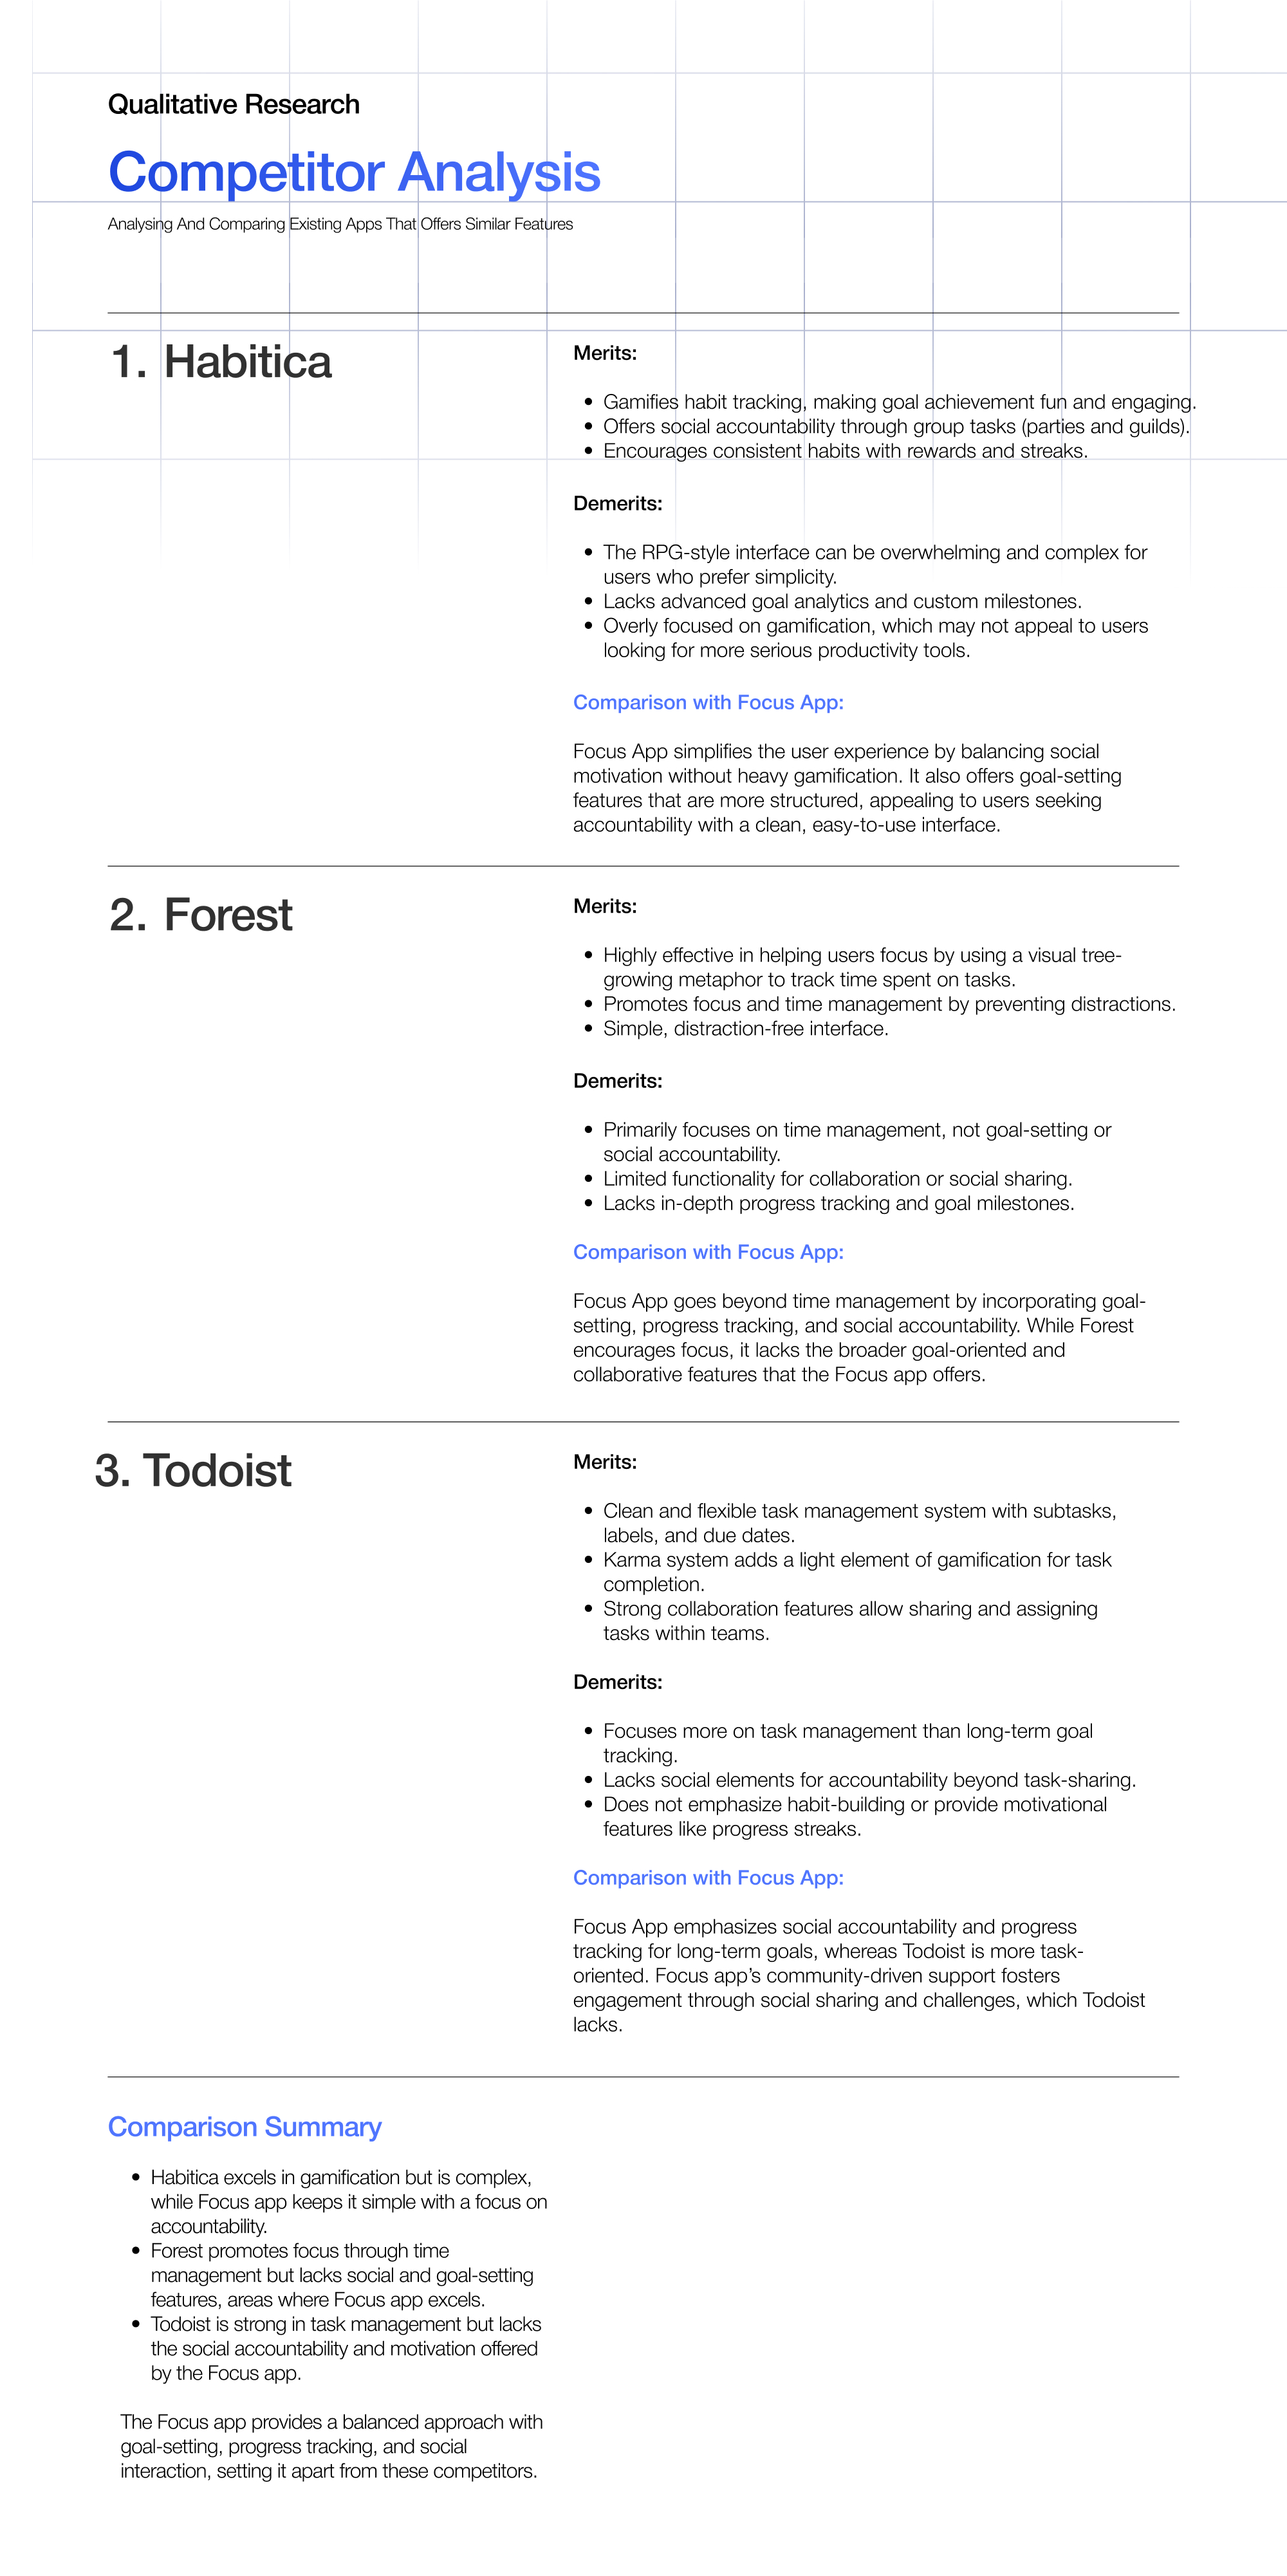 Qualitative Research
Competitor Analysis
Analysing And Comparing Existing Apps That Offers Similar Features
1. Habitica
Merits:
• Gamifies habit tracking, making goal achievement fun and engaging.
• Offers social accountability through group tasks (parties and guilds).
• Encourages consistent habits with rewards and streaks.
Demerits:
• The RPG-style interface can be overwhelming and complex for
users who prefer simplicity.
• Lacks advanced goal analytics and custom milestones.
• Overly focused on gamification, which may not appeal to users
looking for more serious productivity tools.
Comparison with Focus App:
Focus App simplifies the user experience by balancing social
motivation without heavy gamification. It also offers goal-setting
features that are more structured, appealing to users seeking
accountability with a clean, easy-to-use interface.
2. Forest
Merits:
• Highly effective in helping users focus by using a visual tree-
growing metaphor to track time spent on tasks.
• Promotes focus and time management by preventing distractions.
• Simple, distraction-free interface.
Demerits:
• Primarily focuses on time management, not goal-setting or
social accountability.
• Limited functionality for collaboration or social sharing.
• Lacks in-depth progress tracking and goal milestones.
Comparison with Focus App:
Focus App goes beyond time management by incorporating goal-
setting, progress tracking, and social accountability. While Forest
encourages focus, it lacks the broader goal-oriented and
collaborative features that the Focus app offers.
3. Todoist
Merits:
• Clean and flexible task management system with subtasks,
labels, and due dates.
• Karma system adds a light element of gamification for task
completion.
• Strong collaboration features allow sharing and assigning
tasks within teams.
Demerits:
• Focuses more on task management than long-term goal
tracking.
• Lacks social elements for accountability beyond task-sharing.
• Does not emphasize habit-building or provide motivational
features like progress streaks.
Comparison with Focus App:
Focus App emphasizes social accountability and progress
tracking for long-term goals, whereas Todoist is more task-
oriented. Focus app’s community-driven support fosters
engagement through social sharing and challenges, which Todoist
lacks.
Comparison Summary
• Habitica excels in gamification but is complex,
while Focus app keeps it simple with a focus on
accountability.
• Forest promotes focus through time
management but lacks social and goal-setting
features, areas where Focus app excels.
• Todoist is strong in task management but lacks
the social accountability and motivation offered
by the Focus app.
The Focus app provides a balanced approach with
goal-setting, progress tracking, and social
interaction, setting it apart from these competitors.